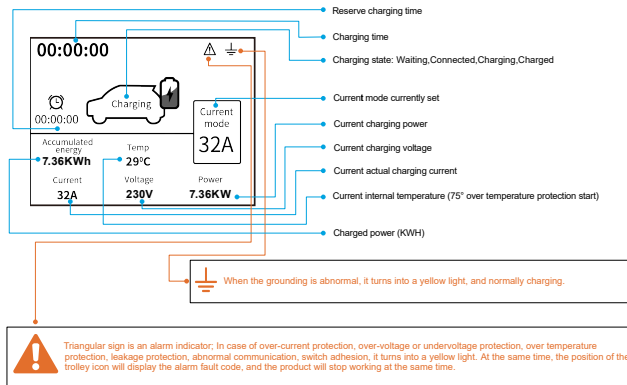 Reserve charging time
00:00:00
Charging time
Charging state: Waiting,Connected,Charging,Charged
Charging
00:00:00
Current
mode
32A
Current mode currently set
Current charging power
Accumulated
energy
7.36KWh
Temp
29°C
Current charging voltage
Current actual charging current
Current
32A
Voltage
230V
Power
7.36KW
Current internal temperature (75° over temperature protection start)
Charged power (KWH)
When the grounding is abnormal, it turns into a yellow light, and normally charging.
Triangular sign is an alarm indicator; In case of over-current protection, over-voltage or undervoltage protection, over temperature
protection, leakage protection, abnormal communication, switch adhesion, it turns into a yellow light. At the same time, the position of the
trolley icon will display the alarm fault code, and the product will stop working at the same time.